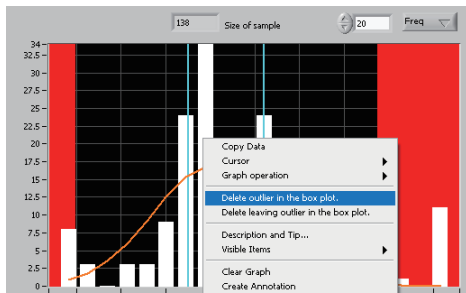 138 Size of sample 20 Freq
34
32.5
30
27.5
25
22.5
20
17.5
15
12.5
10
7.5
5
2.5
0
Copy Data
Cursor
Graph operation
Delete outlier in the box plot.
Delete leaving outlier in the box plot.
Description and Tip...
Visible Items
Clear Graph
Create Annotation